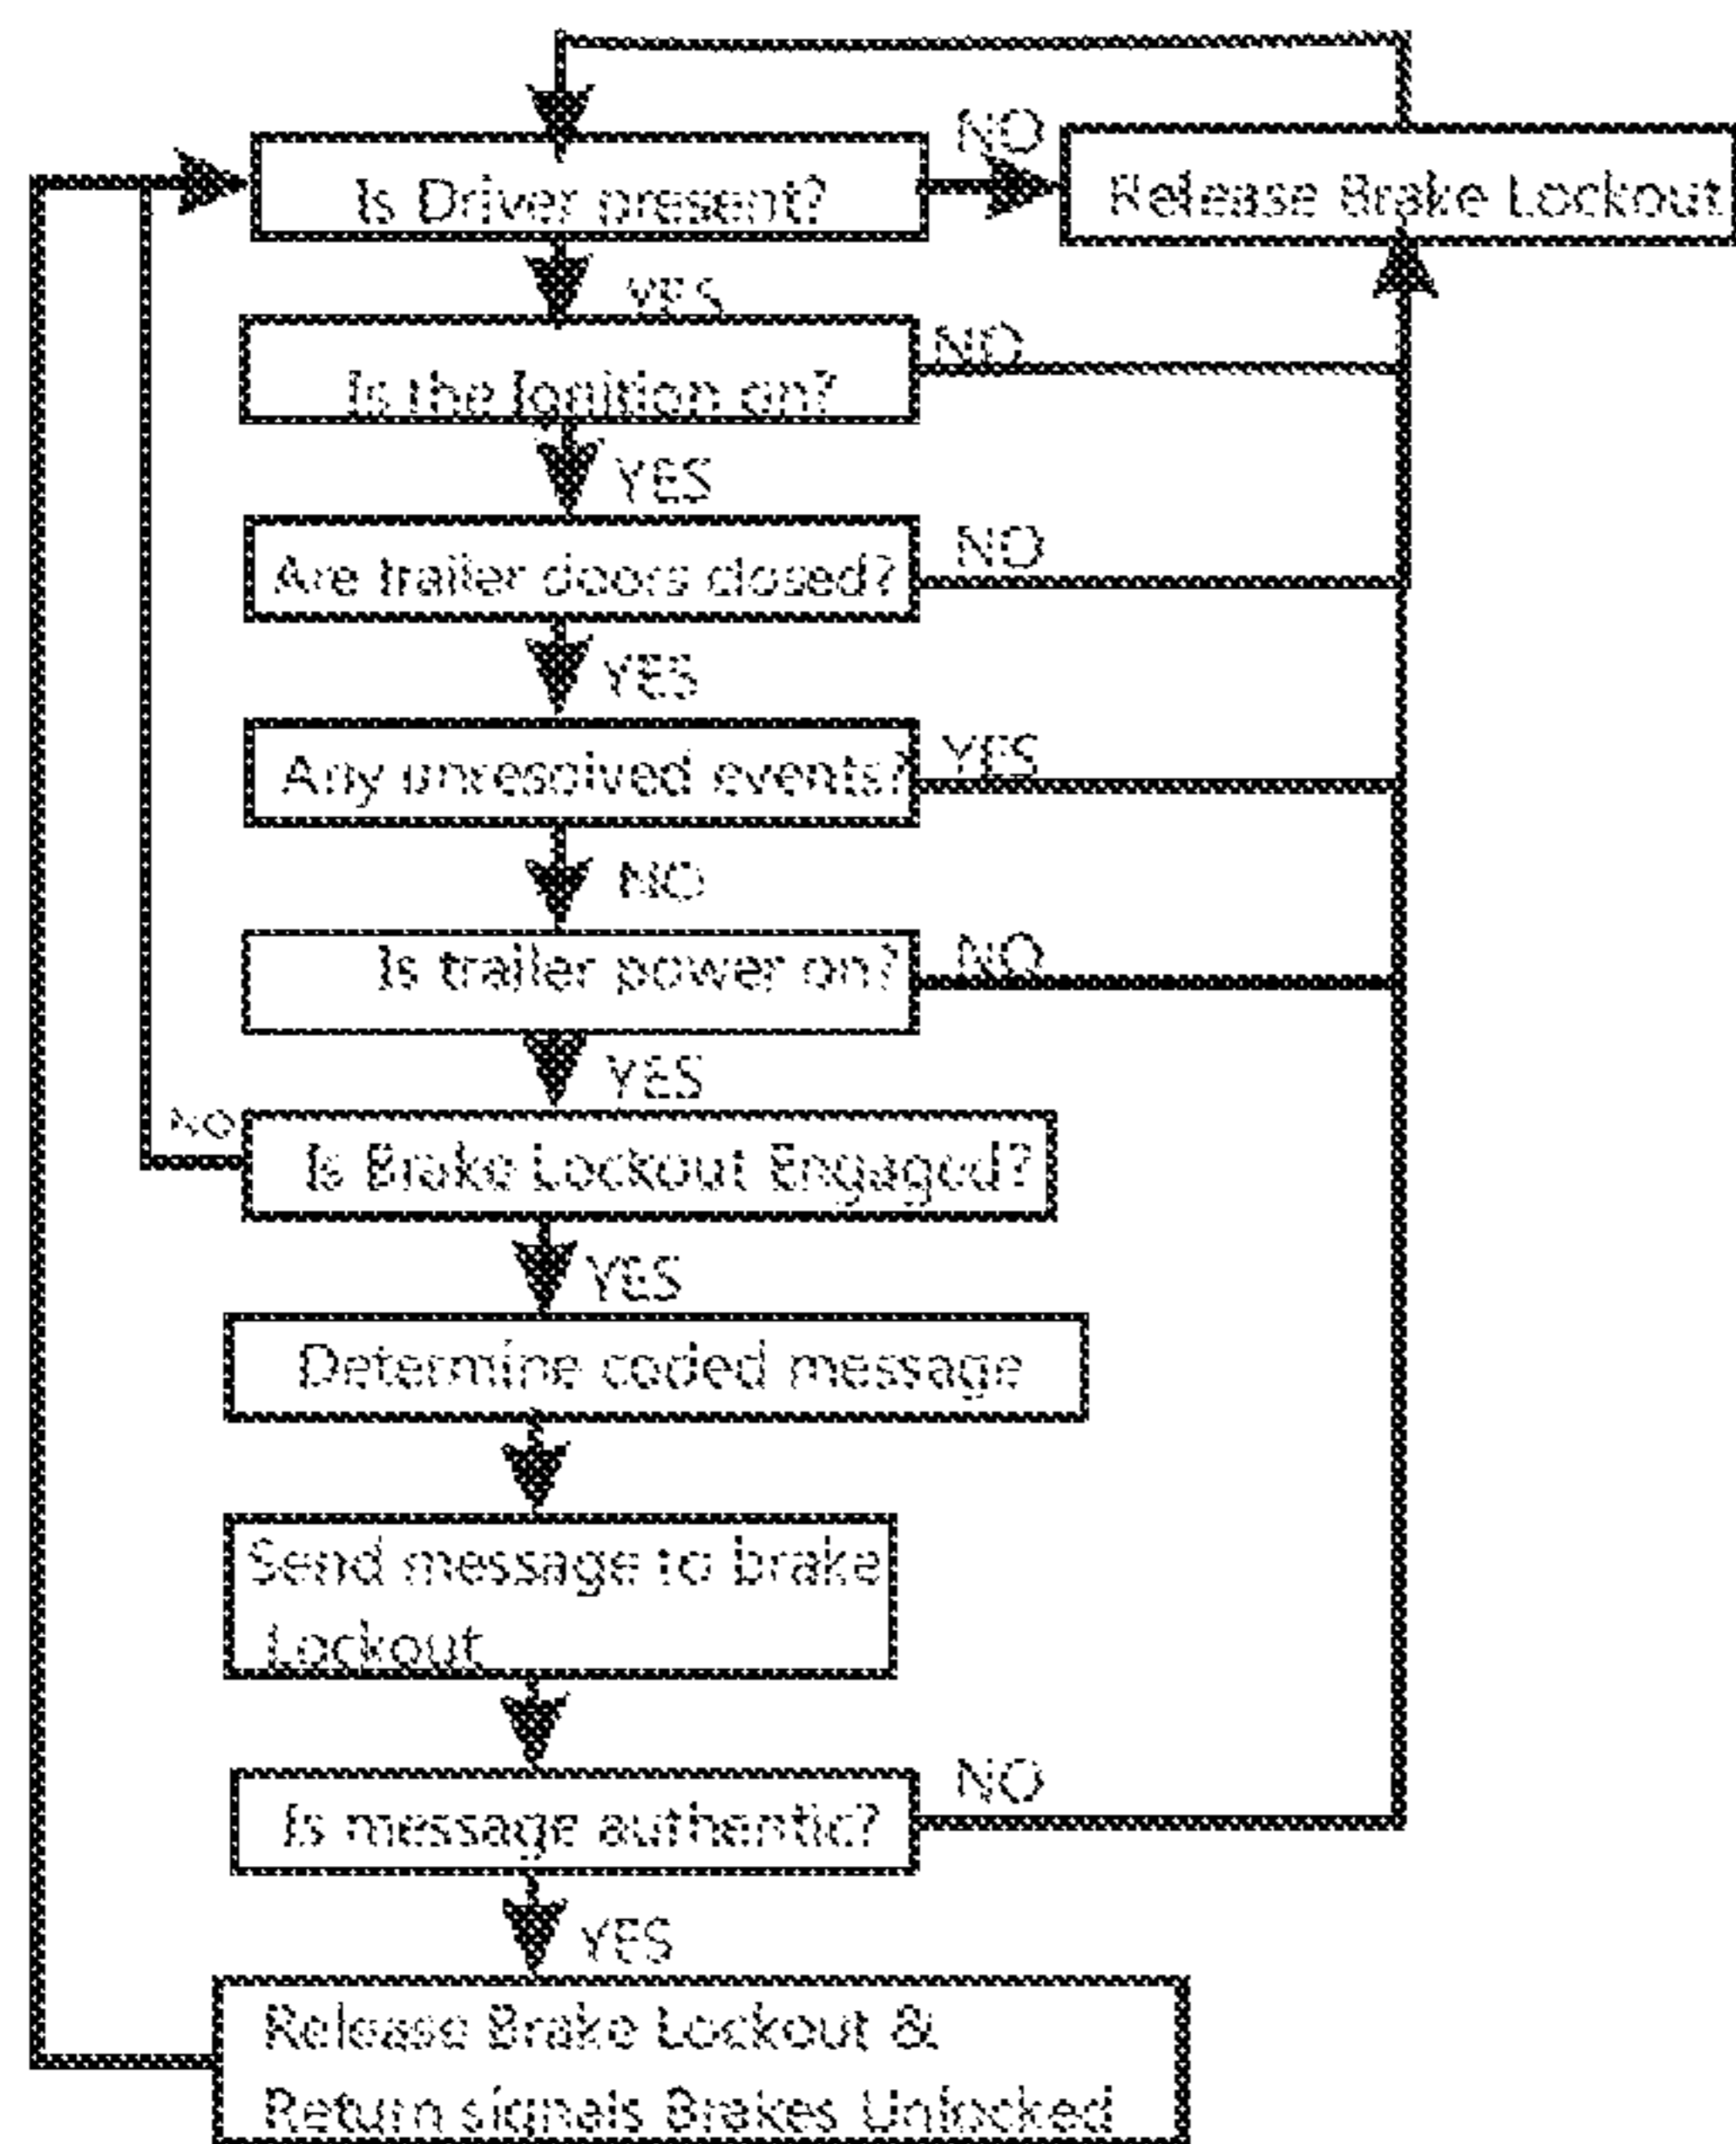 NO
Is Driver present?
Release Brake Lockout
YES
NO
Is the Ignition on?
YES
NO
Are trailer doors closed?
YES
YES
Any unresolved events?
NO
NO
Is trailer power on?
YES
NO
Is Brake Lockout Engaged?
YES
Determine coded message
Send message to brake
Lockout
NO
Is message authentic?
YES
Release Brake Lockout &
Return signals Brakes Unlocked